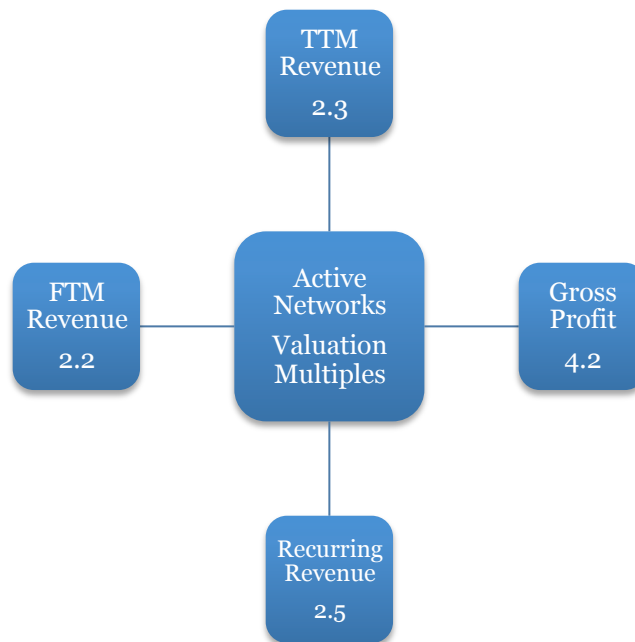 TTM
Revenue
2.3
FTM
Revenue
2.2
Active
Networks
Valuation
Multiples
Gross
Profit
4.2
Recurring
Revenue
2.5